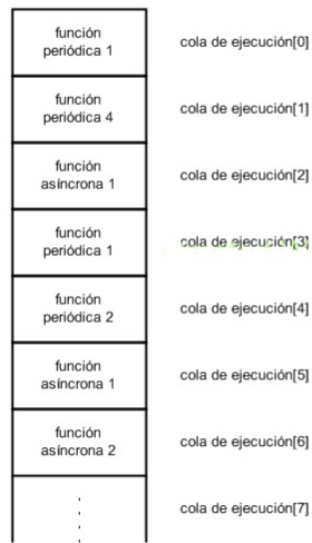 función
periódica 1
cola de ejecución[0]
función
periódica 4
cola de ejecución[1]
función
asíncrona 1
cola de ejecución[2]
función
periódica 1
cola de ejecución[3]
función
periódica 2
cola de ejecución[4]
función
asíncrona 1
cola de ejecución[5]
función
asíncrona 2
cola de ejecución[6]
cola de ejecución[7]